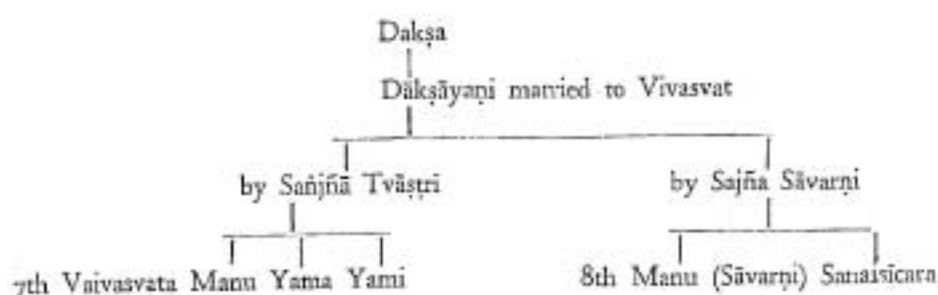 Dakṣa
Dākṣāyaṇi married to Vivasvat
by Sañjñā Tvāṣṭri by Sajña Sāvarṇi
7th Vaivasvata Manu Yama Yami 8th Manu (Sāvarṇi) Sanaisīcara